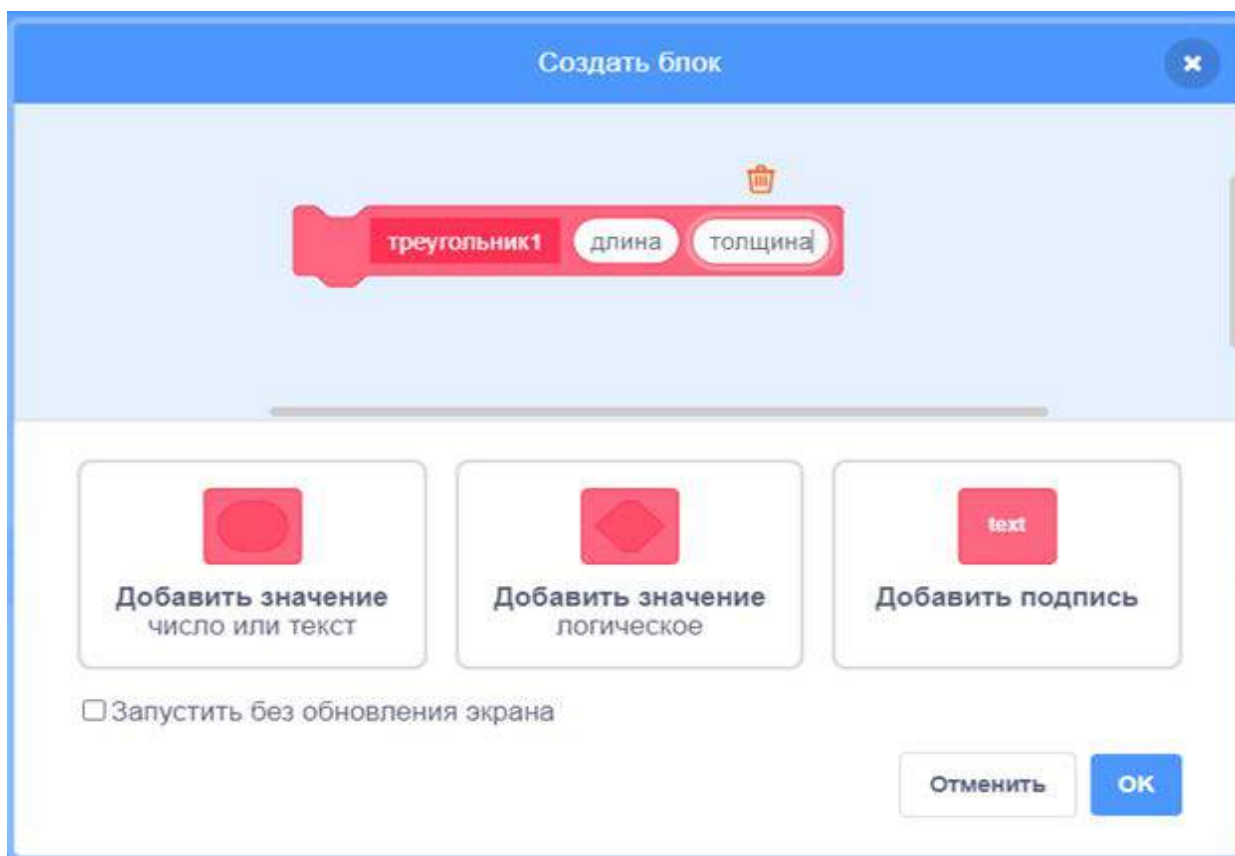 Создать блок
треугольник1 длина толщина
text
Добавить значение
число или текст
Добавить значение
логическое
Добавить подпись
Запустить без обновления экрана
Отменить
ОК